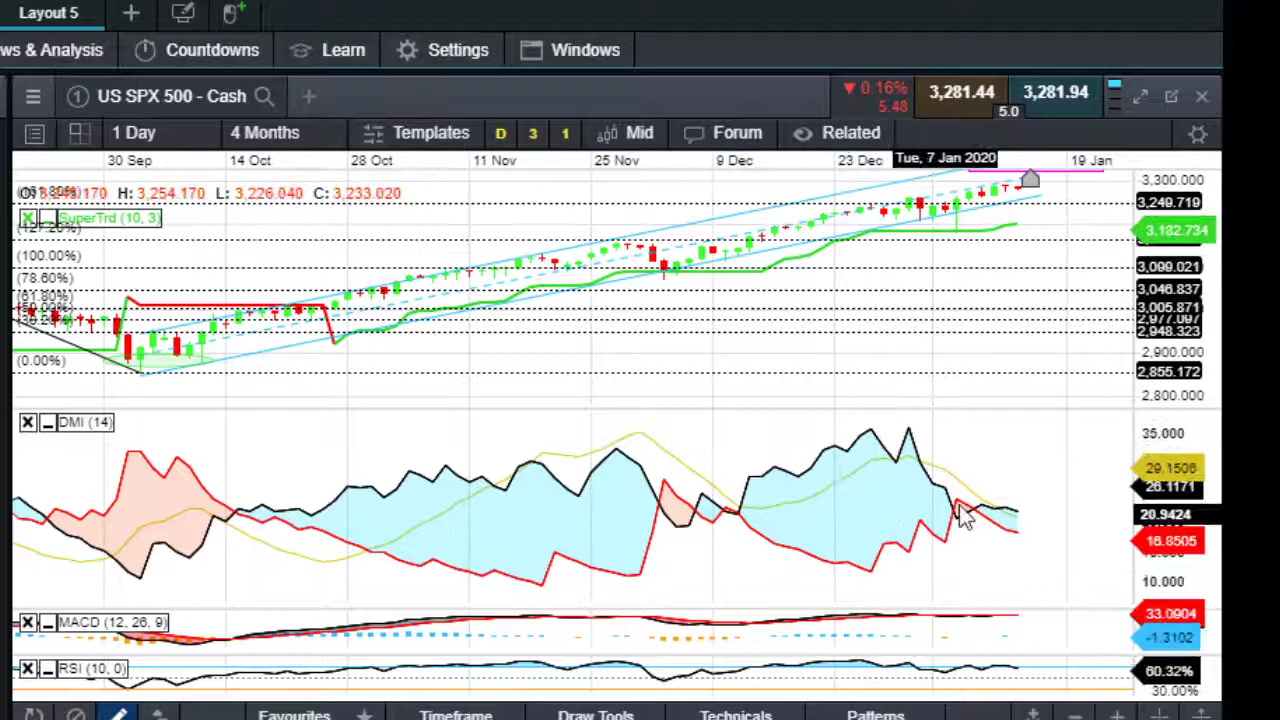 Layout 5
ws & Analysis Countdowns Learn Settings Windows
1 US SPX 500 - Cash 0.16% 5.48 3,281.44 5.0 3,281.94
1 Day 4 Months Templates D 3 1 Mid Forum Related
30 Sep 14 Oct 28 Oct 11 Nov 25 Nov 9 Dec 23 Dec Tue, 7 Jan 2020 19 Jan
H: 3,254.170 L: 3,226.040 C: 3,233.020
3,300.000
3,249.719
SuperTrd (10, 3)
3,182.734
(100.00%)
3,099.021
(78.60%)
3,046.837
(61.80%)
3,005.871
2,977.097
2,948.323
2,900.000
(0.00%)
2,855.172
2,800.000
DMI (14)
35.000
29.1506
26.1171
20.9424
16.8505
10.000
MACD (12, 26, 9)
33.0904
-1.3102
RSI (10, 0)
60.32%
30.00%
Favourites Timeframe Draw Tools Technicals Patterns